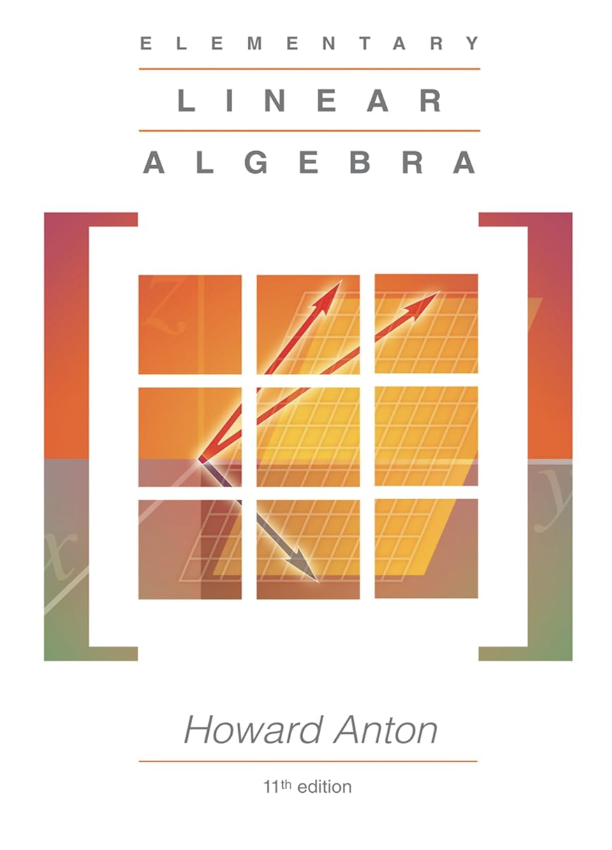 ELEMENTARY
LINEAR
ALGEBRA
z
x
y
Howard Anton
11th edition